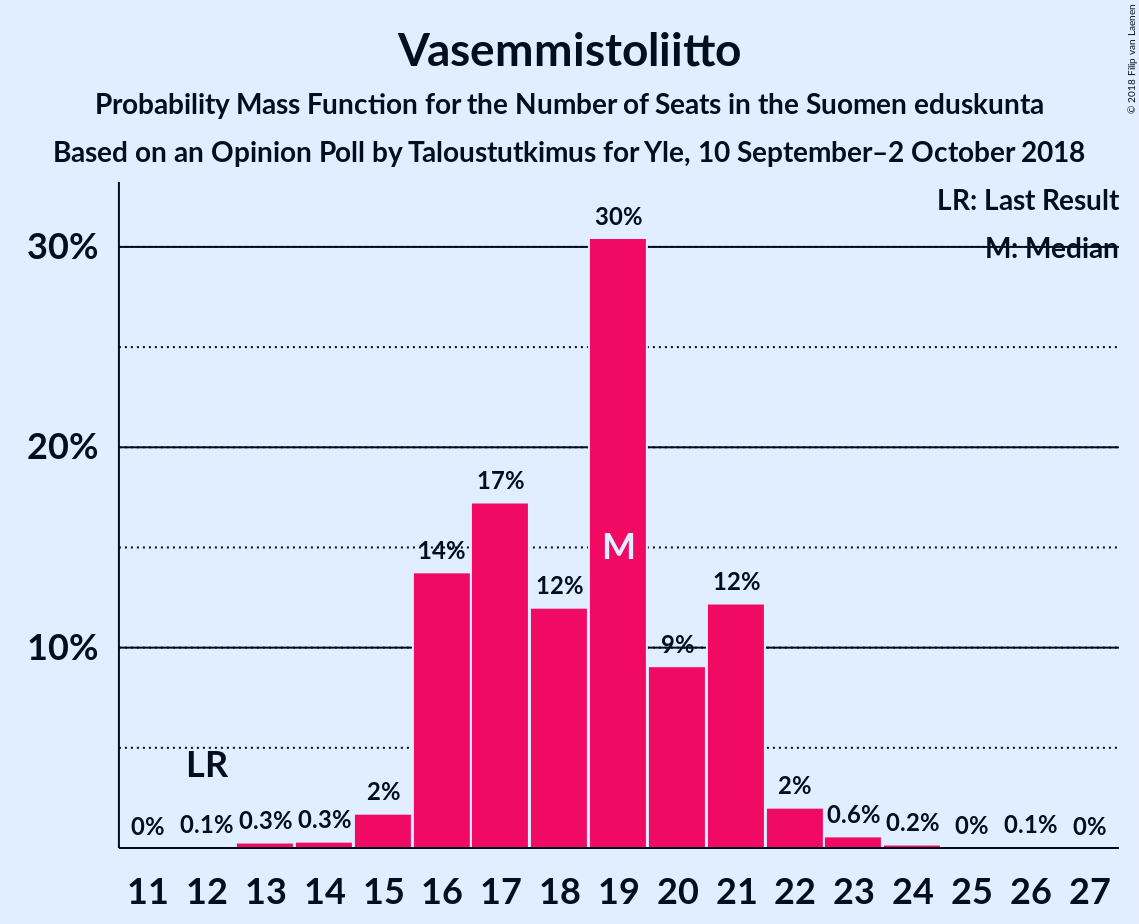 Vasemmistoliitto
Probability Mass Function for the Number of Seats in the Suomen eduskunta
Based on an Opinion Poll by Taloustutkimus for Yle, 10 September–2 October 2018
© 2018 Filip van Laenen
LR: Last Result
M: Median
30%
20%
10%
0% 0.1% 0.3% 0.3% 2% 14% 17% 12% 30% 9% 12% 2% 0.6% 0.2% 0% 0.1% 0%
LR
M
11 12 13 14 15 16 17 18 19 20 21 22 23 24 25 26 27